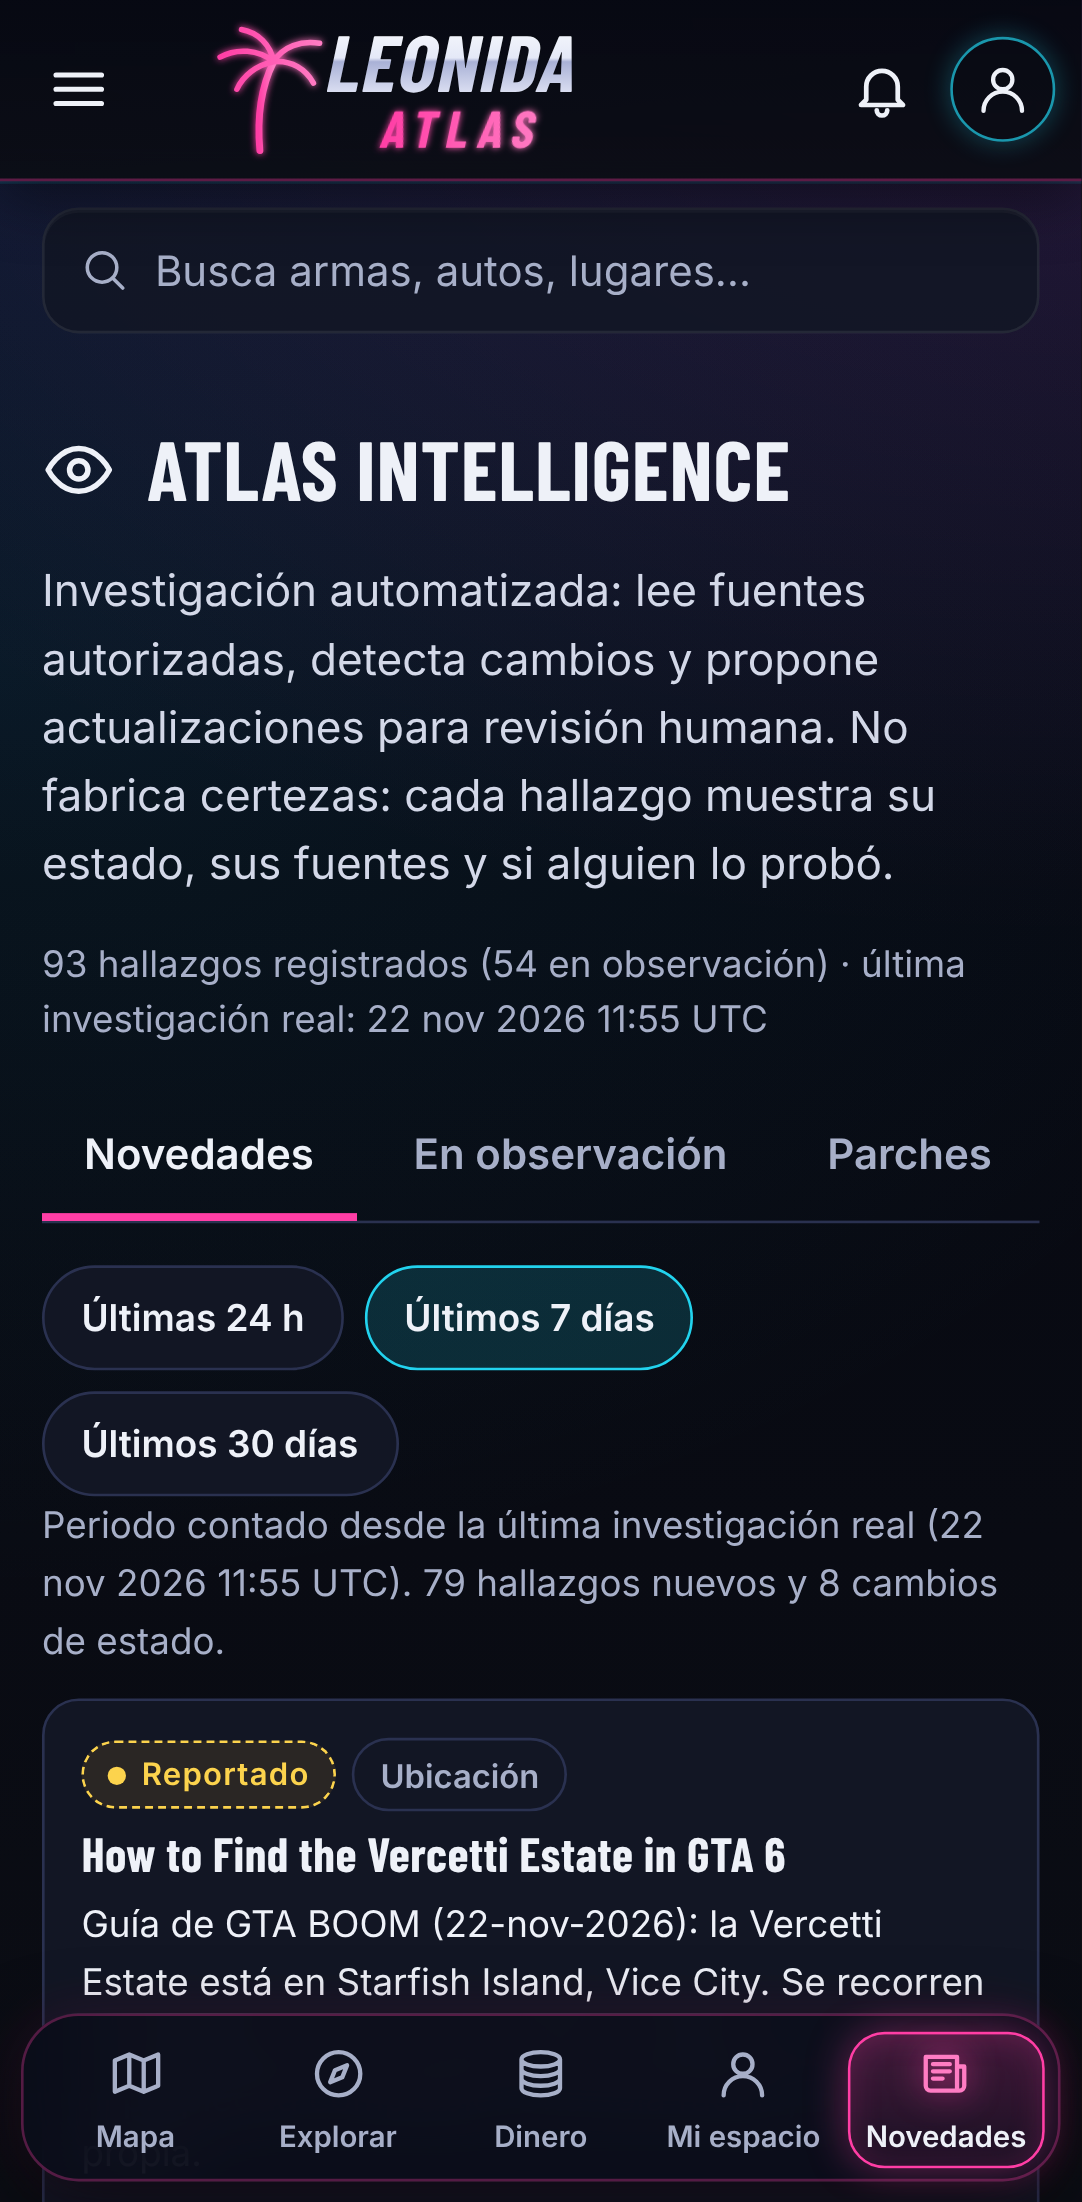 LEONIDA
ATLAS
Busca armas, autos, lugares...
ATLAS INTELLIGENCE
Investigación automatizada: lee fuentes
autorizadas, detecta cambios y propone
actualizaciones para revisión humana. No
fabrica certezas: cada hallazgo muestra su
estado, sus fuentes y si alguien lo probó.
93 hallazgos registrados (54 en observación) · última
investigación real: 22 nov 2026 11:55 UTC
Novedades En observación Parches
Últimas 24 h Últimos 7 días
Últimos 30 días
Periodo contado desde la última investigación real (22
nov 2026 11:55 UTC). 79 hallazgos nuevos y 8 cambios
de estado.
Reportado Ubicación
How to Find the Vercetti Estate in GTA 6
Guía de GTA BOOM (22-nov-2026): la Vercetti
Estate está en Starfish Island, Vice City. Se recorren
propia.
Mapa Explorar Dinero Mi espacio Novedades